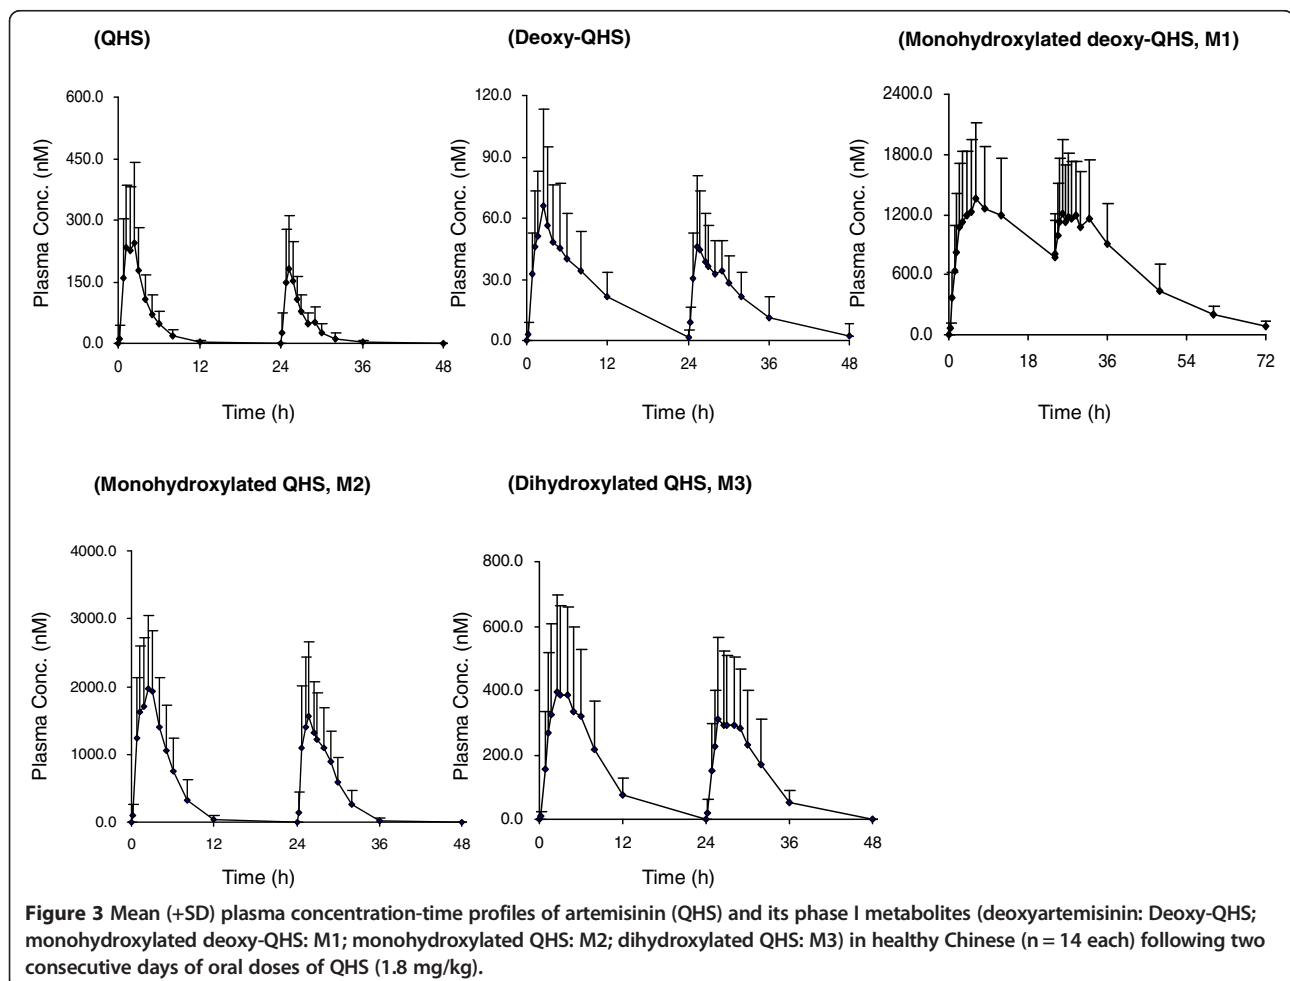 (QHS)
600.0
450.0
300.0
150.0
0.0
Plasma Conc. (nM)
0 12 24 36 48
Time (h)
(Deoxy-QHS)
120.0
90.0
60.0
30.0
0.0
Plasma Conc. (nM)
0 12 24 36 48
Time (h)
(Monohydroxylated deoxy-QHS, M1)
2400.0
1800.0
1200.0
600.0
0.0
Plasma Conc. (nM)
0 18 36 54 72
Time (h)
(Monohydroxylated QHS, M2)
4000.0
3000.0
2000.0
1000.0
0.0
Plasma Conc. (nM)
0 12 24 36 48
Time (h)
(Dihydroxylated QHS, M3)
800.0
600.0
400.0
200.0
0.0
Plasma Conc. (nM)
0 12 24 36 48
Time (h)
Figure 3 Mean (+SD) plasma concentration-time profiles of artemisinin (QHS) and its phase I metabolites (deoxyartemisinin: Deoxy-QHS;
monohydroxylated deoxy-QHS: M1; monohydroxylated QHS: M2; dihydroxylated QHS: M3) in healthy Chinese (n = 14 each) following two
consecutive days of oral doses of QHS (1.8 mg/kg).